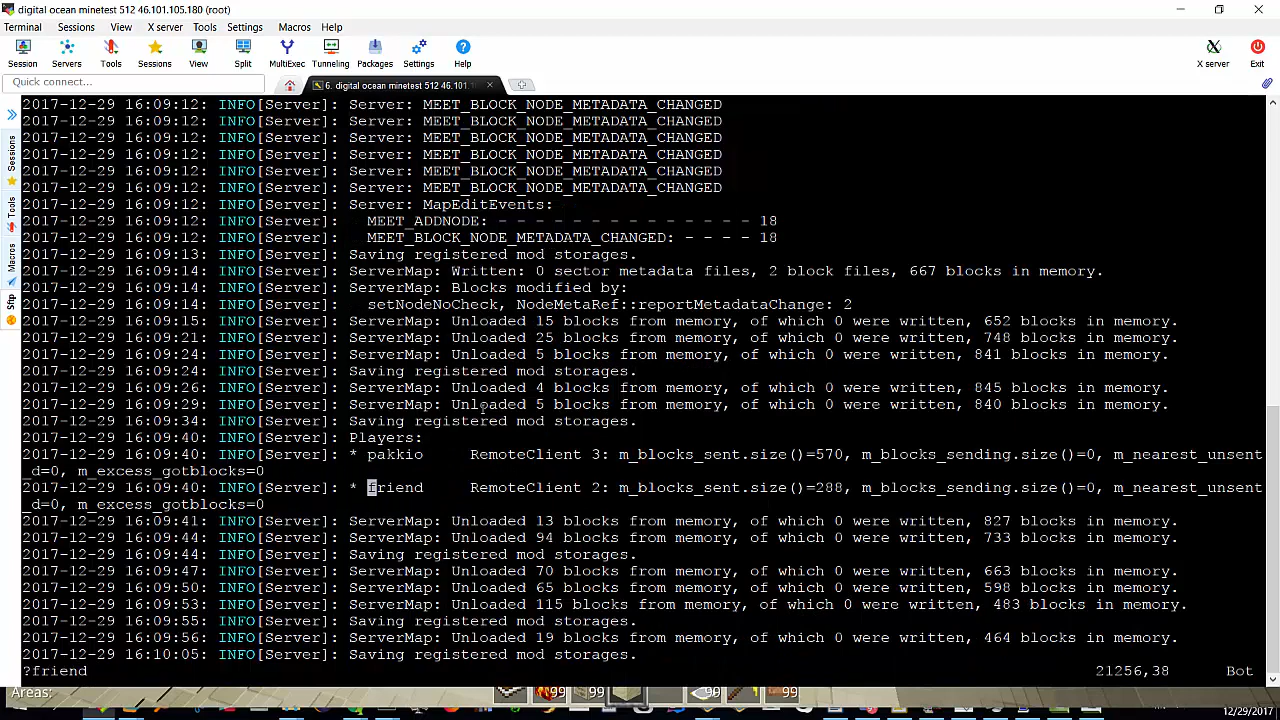 digital ocean minetest 512 46.101.105.180 (root)
Terminal Sessions View X server Tools Settings Macros Help
Session Servers Tools Sessions View Split MultiExec Tunneling Packages Settings Help X server Exit
Quick connect...
6. digital ocean minetest 512 46.101.
Sessions
Tools
Macros
Sftp
2017-12-29 16:09:12: INFO[Server]: Server: MEET_BLOCK_NODE_METADATA_CHANGED
2017-12-29 16:09:12: INFO[Server]: Server: MEET_BLOCK_NODE_METADATA_CHANGED
2017-12-29 16:09:12: INFO[Server]: Server: MEET_BLOCK_NODE_METADATA_CHANGED
2017-12-29 16:09:12: INFO[Server]: Server: MEET_BLOCK_NODE_METADATA_CHANGED
2017-12-29 16:09:12: INFO[Server]: Server: MEET_BLOCK_NODE_METADATA_CHANGED
2017-12-29 16:09:12: INFO[Server]: Server: MEET_BLOCK_NODE_METADATA_CHANGED
2017-12-29 16:09:12: INFO[Server]: Server: MapEditEvents:
2017-12-29 16:09:12: INFO[Server]:   MEET_ADDNODE: - - - - - - - - - - - - - - 18
2017-12-29 16:09:12: INFO[Server]:   MEET_BLOCK_NODE_METADATA_CHANGED: - - - - 18
2017-12-29 16:09:13: INFO[Server]: Saving registered mod storages.
2017-12-29 16:09:14: INFO[Server]: ServerMap: Written: 0 sector metadata files, 2 block files, 667 blocks in memory.
2017-12-29 16:09:14: INFO[Server]: ServerMap: Blocks modified by:
2017-12-29 16:09:14: INFO[Server]:   setNodeNoCheck, NodeMetaRef::reportMetadataChange: 2
2017-12-29 16:09:15: INFO[Server]: ServerMap: Unloaded 15 blocks from memory, of which 0 were written, 652 blocks in memory.
2017-12-29 16:09:21: INFO[Server]: ServerMap: Unloaded 25 blocks from memory, of which 0 were written, 748 blocks in memory.
2017-12-29 16:09:24: INFO[Server]: ServerMap: Unloaded 5 blocks from memory, of which 0 were written, 841 blocks in memory.
2017-12-29 16:09:24: INFO[Server]: Saving registered mod storages.
2017-12-29 16:09:26: INFO[Server]: ServerMap: Unloaded 4 blocks from memory, of which 0 were written, 845 blocks in memory.
2017-12-29 16:09:29: INFO[Server]: ServerMap: Unloaded 5 blocks from memory, of which 0 were written, 840 blocks in memory.
2017-12-29 16:09:34: INFO[Server]: Saving registered mod storages.
2017-12-29 16:09:40: INFO[Server]: Players:
2017-12-29 16:09:40: INFO[Server]: * pakkio     RemoteClient 3: m_blocks_sent.size()=570, m_blocks_sending.size()=0, m_nearest_unsent
_d=0, m_excess_gotblocks=0
2017-12-29 16:09:40: INFO[Server]: * friend     RemoteClient 2: m_blocks_sent.size()=288, m_blocks_sending.size()=0, m_nearest_unsent
_d=0, m_excess_gotblocks=0
2017-12-29 16:09:41: INFO[Server]: ServerMap: Unloaded 13 blocks from memory, of which 0 were written, 827 blocks in memory.
2017-12-29 16:09:44: INFO[Server]: ServerMap: Unloaded 94 blocks from memory, of which 0 were written, 733 blocks in memory.
2017-12-29 16:09:44: INFO[Server]: Saving registered mod storages.
2017-12-29 16:09:47: INFO[Server]: ServerMap: Unloaded 70 blocks from memory, of which 0 were written, 663 blocks in memory.
2017-12-29 16:09:50: INFO[Server]: ServerMap: Unloaded 65 blocks from memory, of which 0 were written, 598 blocks in memory.
2017-12-29 16:09:53: INFO[Server]: ServerMap: Unloaded 115 blocks from memory, of which 0 were written, 483 blocks in memory.
2017-12-29 16:09:55: INFO[Server]: Saving registered mod storages.
2017-12-29 16:09:56: INFO[Server]: ServerMap: Unloaded 19 blocks from memory, of which 0 were written, 464 blocks in memory.
2017-12-29 16:10:05: INFO[Server]: Saving registered mod storages.
?friend 21256,38 Bot
Areas: 99 99 99 99
12/29/2017